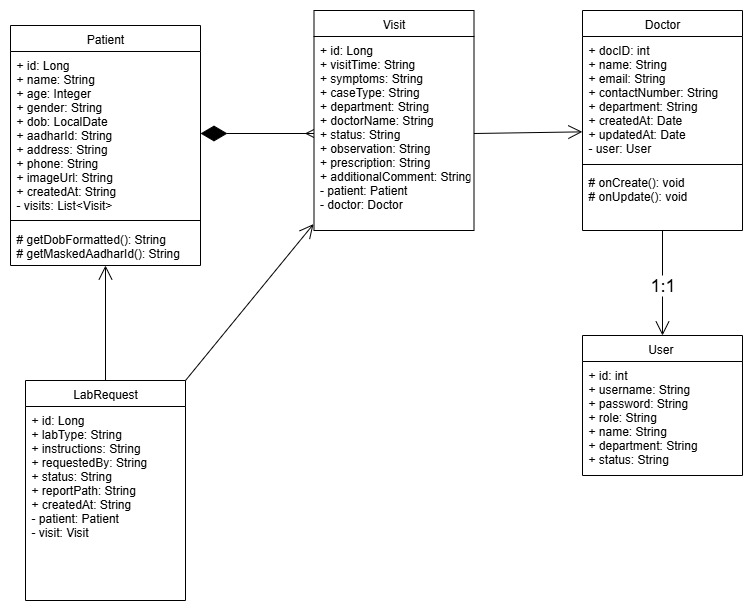 Patient
+ id: Long
+ name: String
+ age: Integer
+ gender: String
+ dob: LocalDate
+ aadharId: String
+ address: String
+ phone: String
+ imageUrl: String
+ createdAt: String
- visits: List<Visit>
# getDobFormatted(): String
# getMaskedAadharId(): String
Visit
+ id: Long
+ visitTime: String
+ symptoms: String
+ caseType: String
+ department: String
+ doctorName: String
+ status: String
+ observation: String
+ prescription: String
+ additionalComment: String
- patient: Patient
- doctor: Doctor
Doctor
+ docID: int
+ name: String
+ email: String
+ contactNumber: String
+ department: String
+ createdAt: Date
+ updatedAt: Date
- user: User
# onCreate(): void
# onUpdate(): void
1:1
User
+ id: int
+ username: String
+ password: String
+ role: String
+ name: String
+ department: String
+ status: String
LabRequest
+ id: Long
+ labType: String
+ instructions: String
+ requestedBy: String
+ status: String
+ reportPath: String
+ createdAt: String
- patient: Patient
- visit: Visit